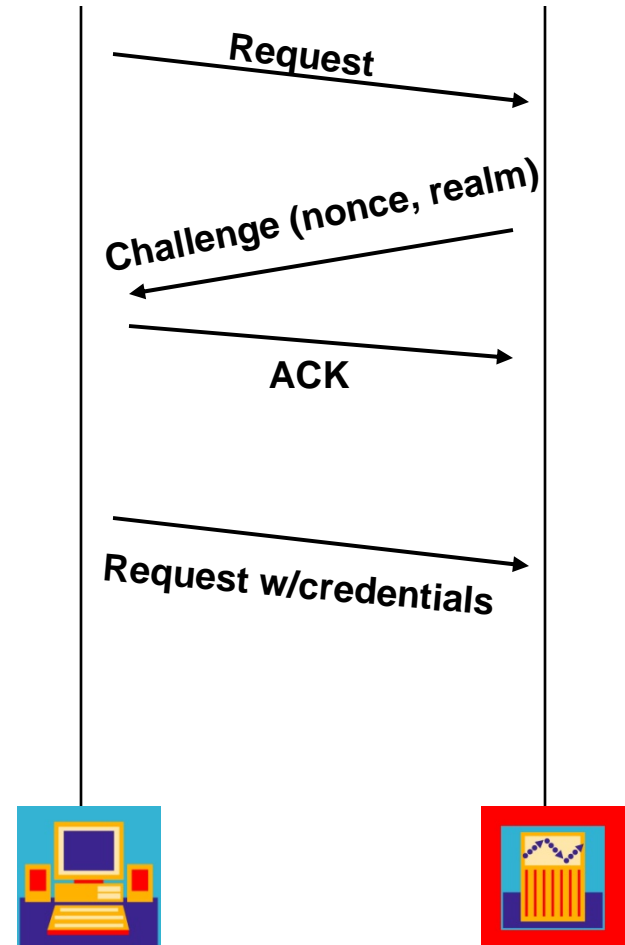 Request
Challenge (nonce, realm)
ACK
Request w/credentials